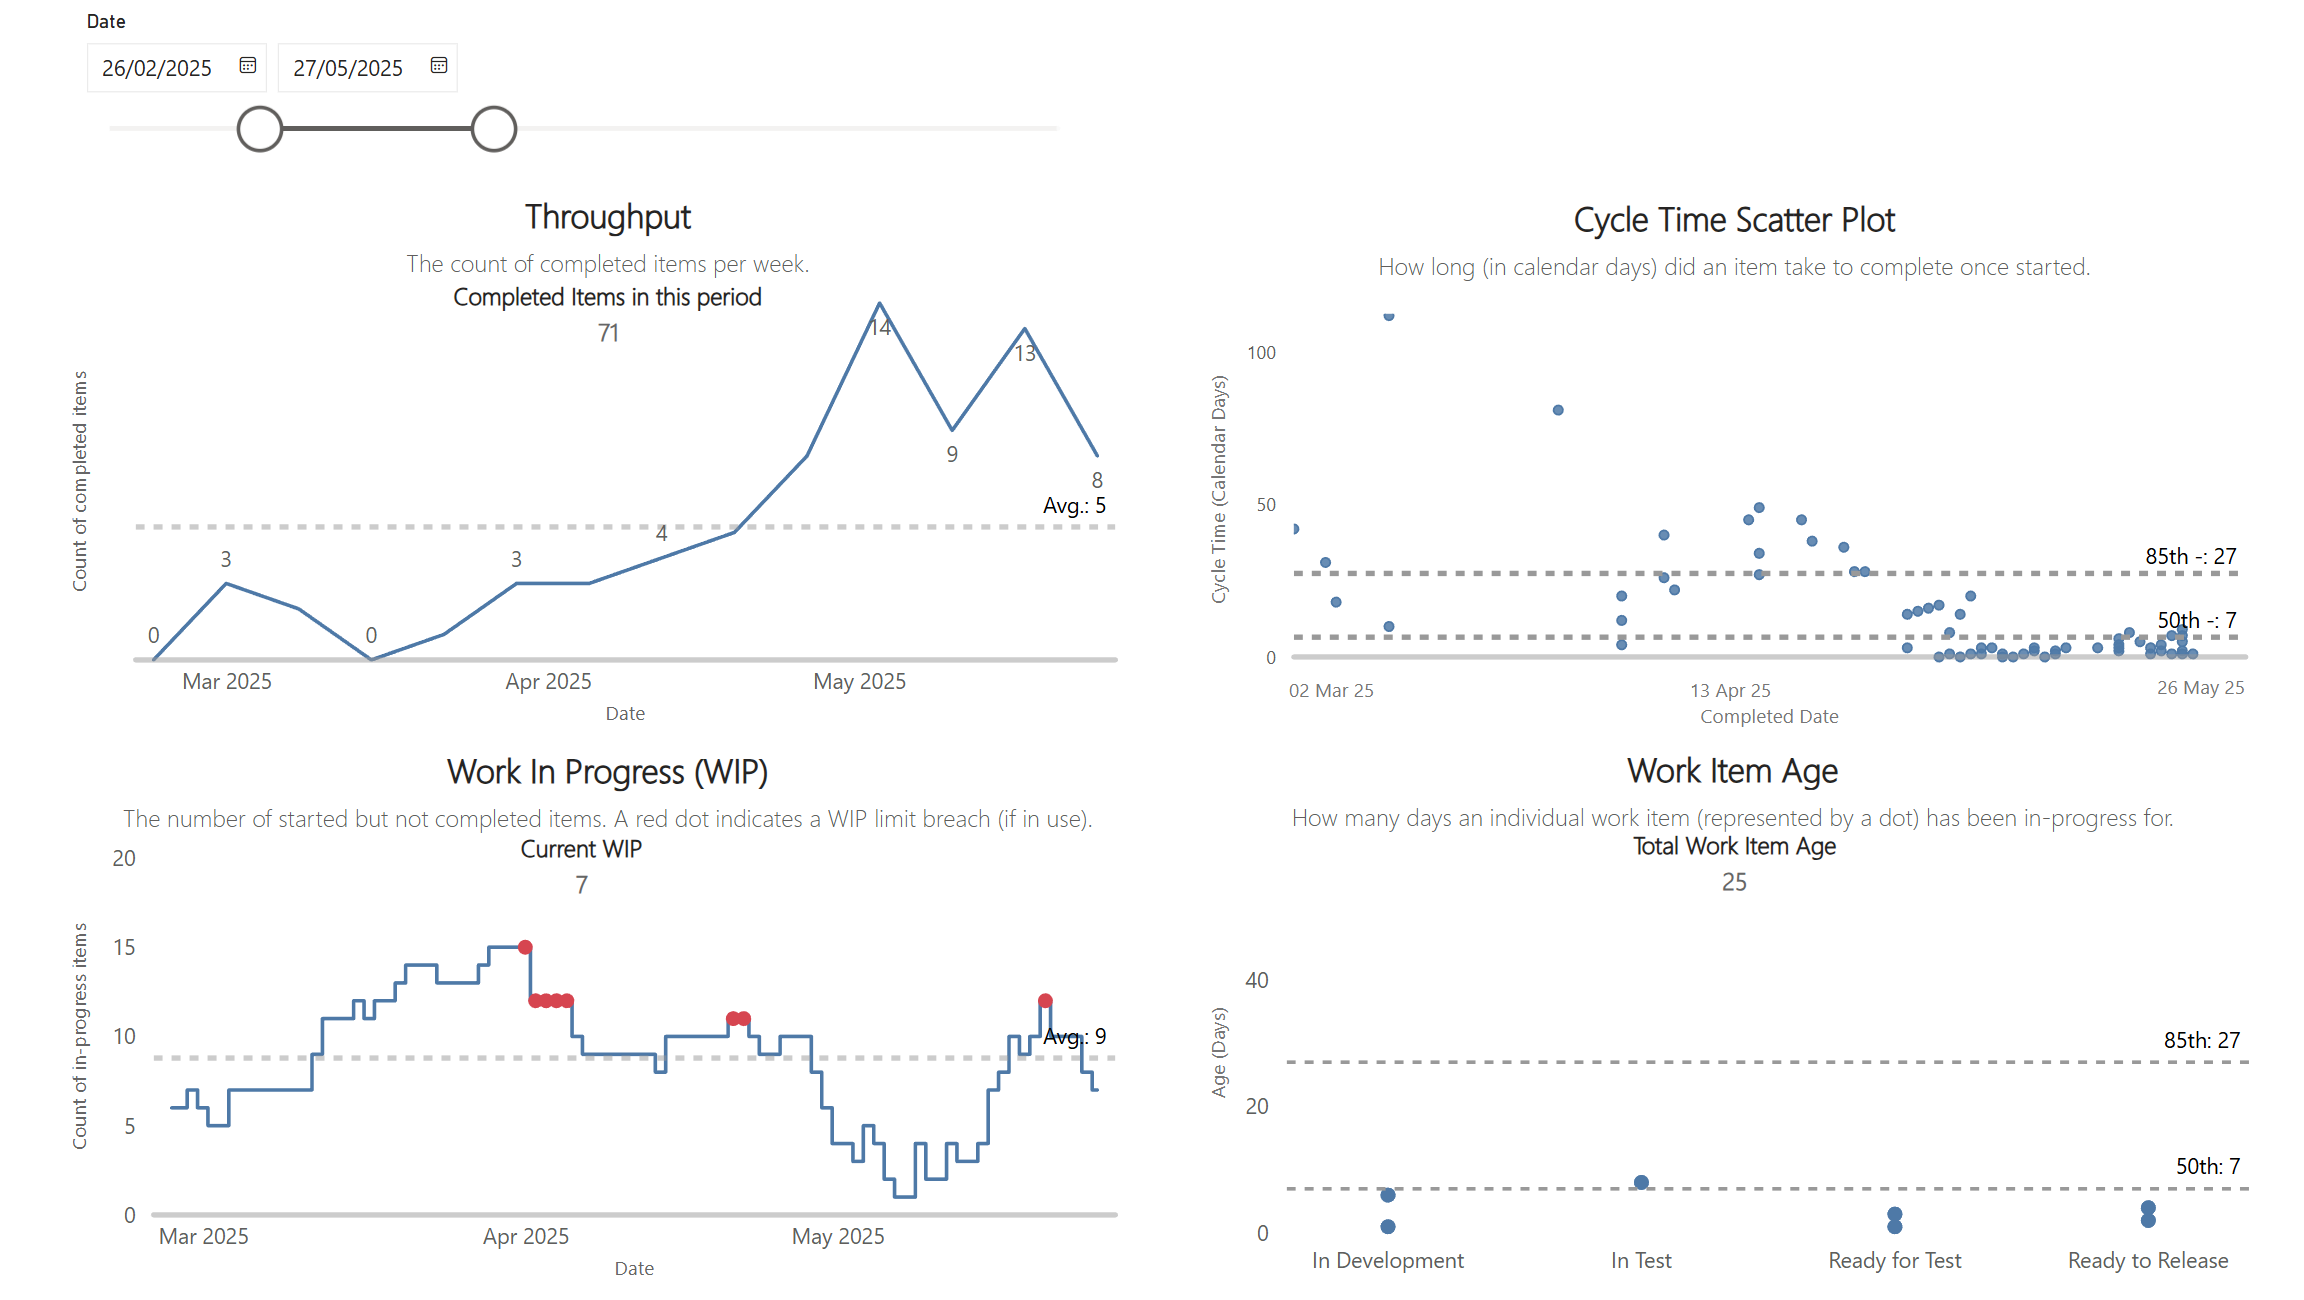 Date
26/02/2025
27/05/2025
Throughput
The count of completed items per week.
Completed Items in this period
71
Count of completed items
0
3
0
3
4
14
9
13
8
Avg.: 5
Mar 2025
Apr 2025
May 2025
Date
Cycle Time Scatter Plot
How long (in calendar days) did an item take to complete once started.
Cycle Time (Calendar Days)
100
50
0
85th -: 27
50th -: 7
02 Mar 25
13 Apr 25
26 May 25
Completed Date
Work In Progress (WIP)
The number of started but not completed items. A red dot indicates a WIP limit breach (if in use).
Current WIP
7
Count of in-progress items
20
15
10
5
0
Avg.: 9
Mar 2025
Apr 2025
May 2025
Date
Work Item Age
How many days an individual work item (represented by a dot) has been in-progress for.
Total Work Item Age
25
Age (Days)
40
20
0
85th: 27
50th: 7
In Development
In Test
Ready for Test
Ready to Release